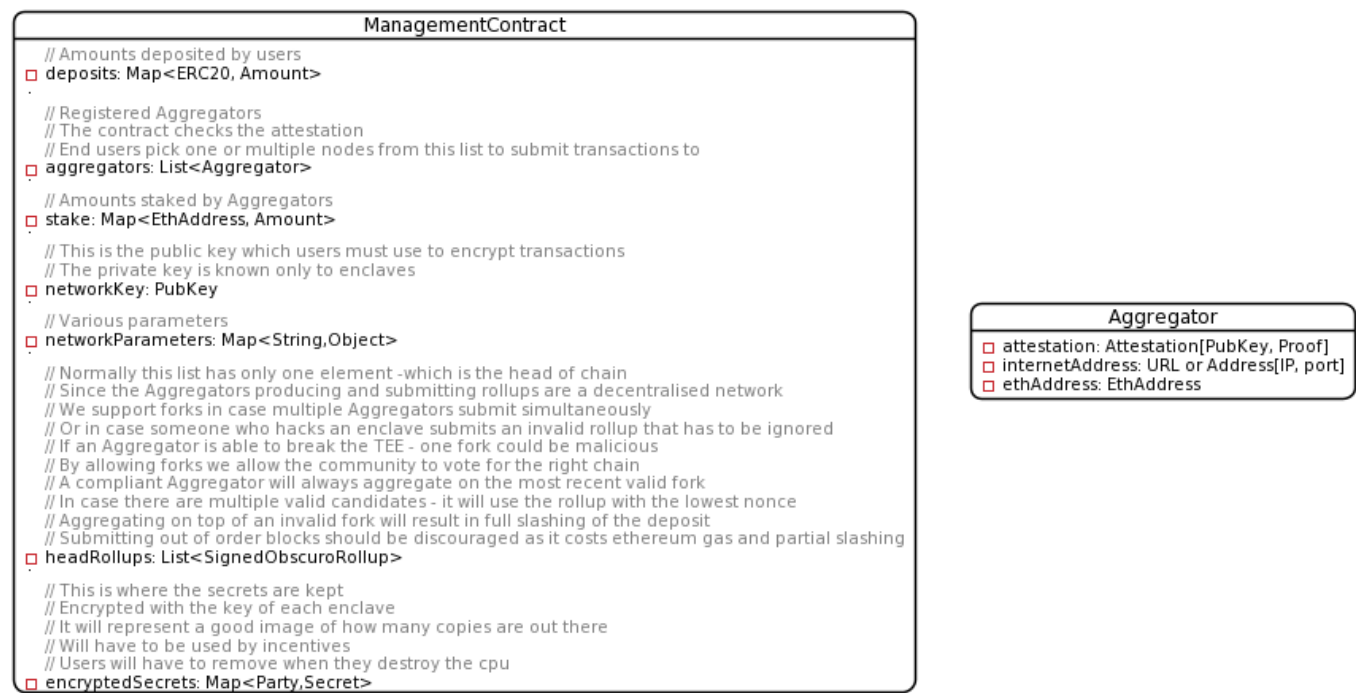 ManagementContract
// Amounts deposited by users
deposits: Map<ERC20, Amount>
// Registered Aggregators
// The contract checks the attestation
// End users pick one or multiple nodes from this list to submit transactions to
aggregators: List<Aggregator>
// Amounts staked by Aggregators
stake: Map<EthAddress, Amount>
// This is the public key which users must use to encrypt transactions
// The private key is known only to enclaves
networkKey: PubKey
// Various parameters
networkParameters: Map<String,Object>
// Normally this list has only one element -which is the head of chain
// Since the Aggregators producing and submitting rollups are a decentralised network
// We support forks in case multiple Aggregators submit simultaneously
// Or in case someone who hacks an enclave submits an invalid rollup that has to be ignored
// If an Aggregator is able to break the TEE - one fork could be malicious
// By allowing forks we allow the community to vote for the right chain
// A compliant Aggregator will always aggregate on the most recent valid fork
// In case there are multiple valid candidates - it will use the rollup with the lowest nonce
// Aggregating on top of an invalid fork will result in full slashing of the deposit
// Submitting out of order blocks should be discouraged as it costs ethereum gas and partial slashing
headRollups: List<SignedObscuroRollup>
// This is where the secrets are kept
// Encrypted with the key of each enclave
// It will represent a good image of how many copies are out there
// Will have to be used by incentives
// Users will have to remove when they destroy the cpu
encryptedSecrets: Map<Party,Secret>
Aggregator
attestation: Attestation[PubKey, Proof]
internetAddress: URL or Address[IP, port]
ethAddress: EthAddress